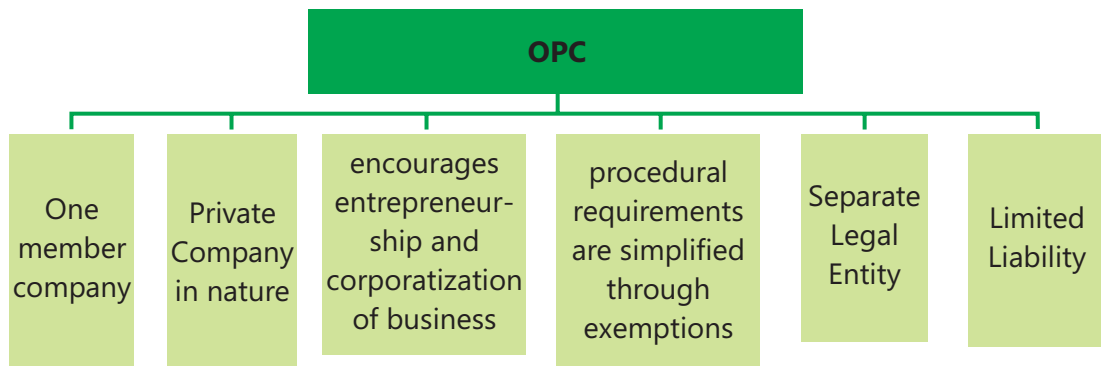 OPC
One
member
company
Private
Company
in nature
encourages
entrepreneur-
ship and
corporatization
of business
procedural
requirements
are simplified
through
exemptions
Separate
Legal
Entity
Limited
Liability